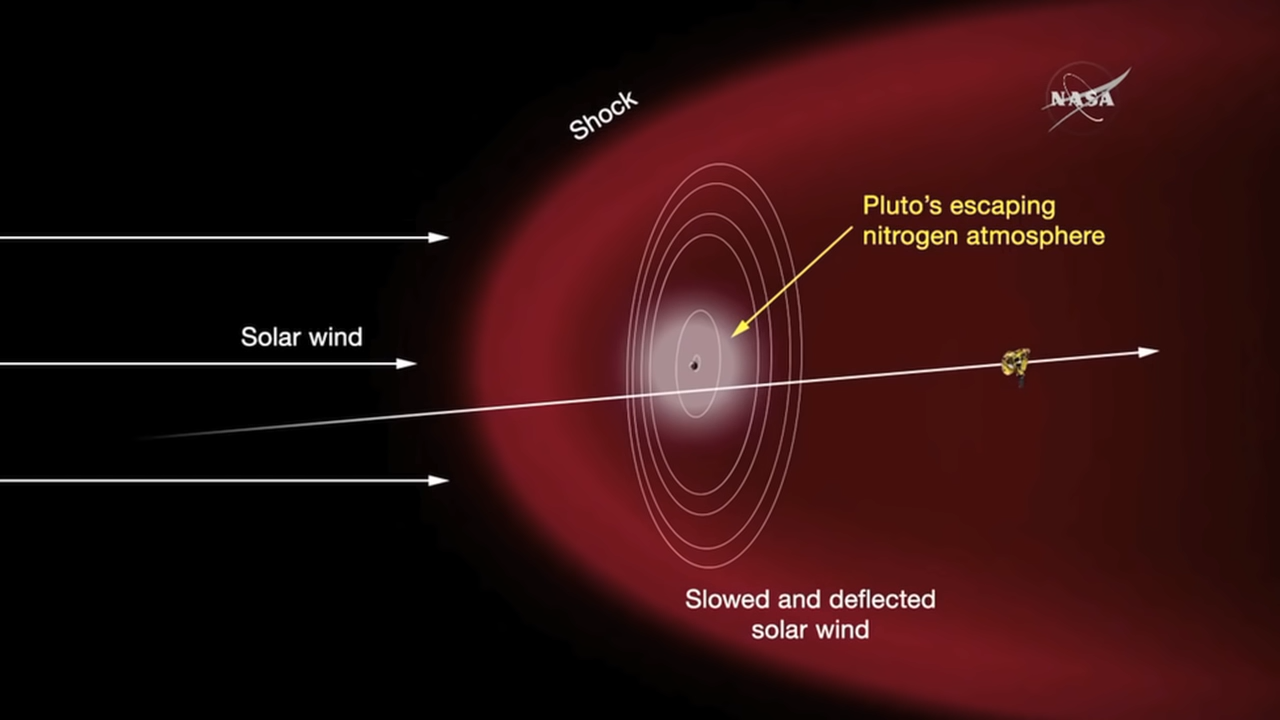 Shock
NASA
Pluto’s escaping
nitrogen atmosphere
Solar wind
Slowed and deflected
solar wind